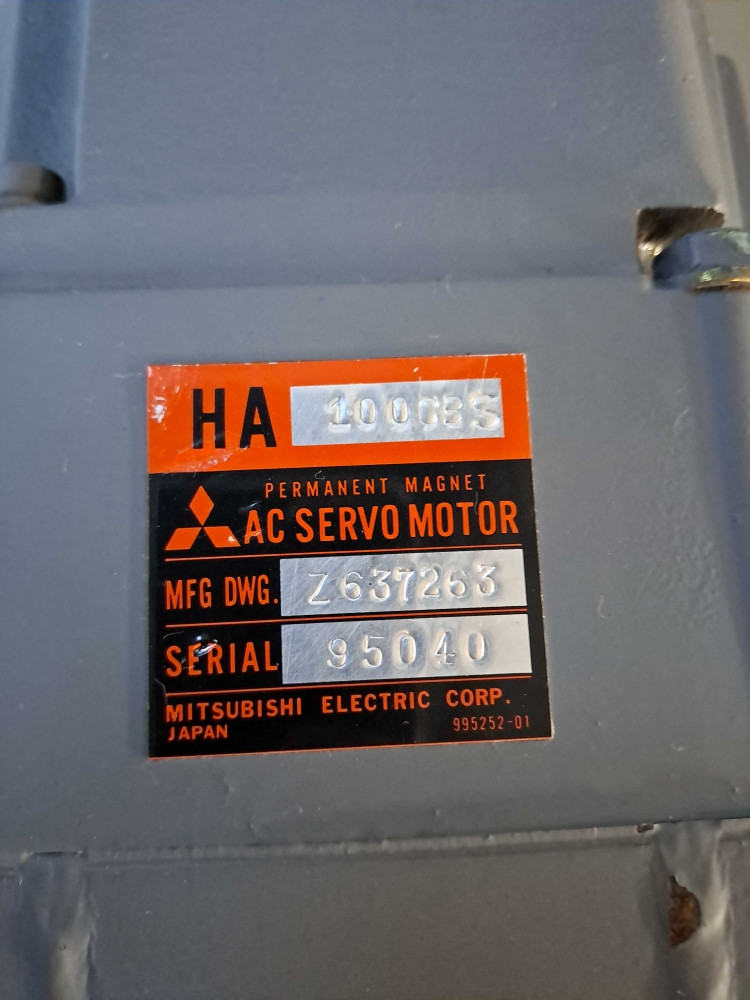 HA 100CBS
PERMANENT MAGNET
AC SERVO MOTOR
MFG DWG. Z637263
SERIAL 95040
MITSUBISHI ELECTRIC CORP.
JAPAN 995252-01